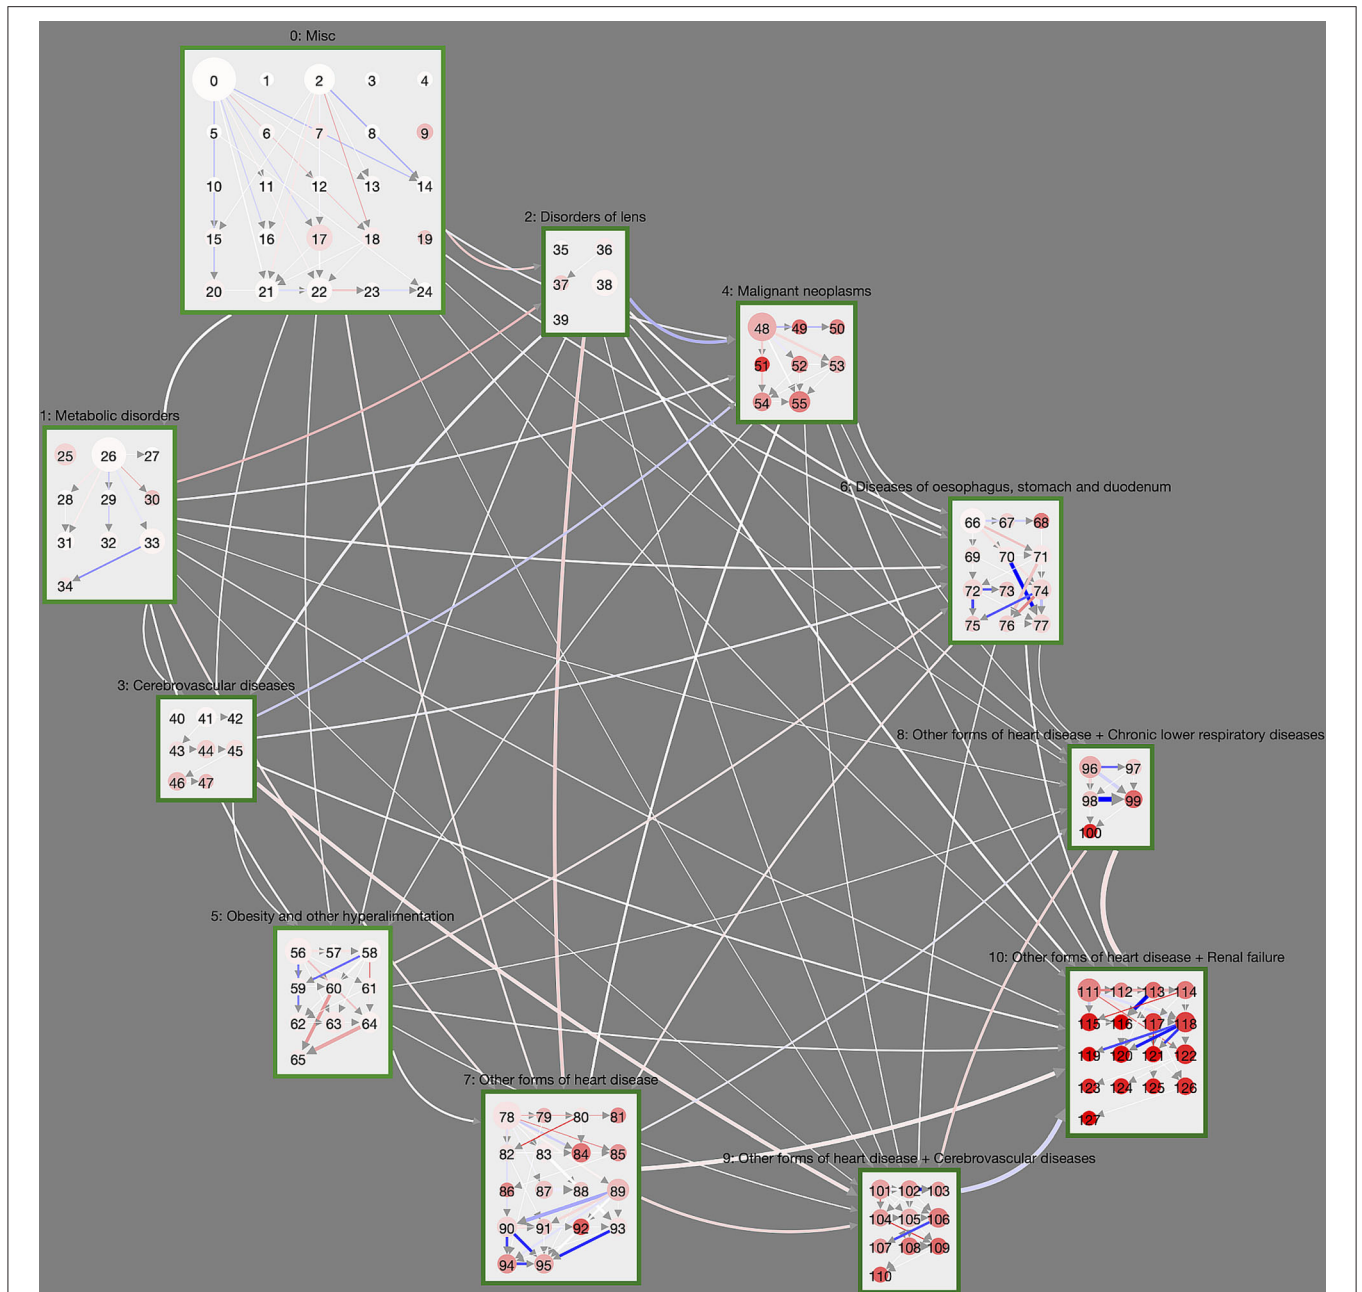 0: Misc
0 1 2 3 4
5 6 7 8 9
10 11 12 13 14
15 16 17 18 19
20 21 22 23 24
2: Disorders of lens
35 36
37 38
39
4: Malignant neoplasms
48 49 50
51 52 53
54 55
1: Metabolic disorders
25 26 27
28 29 30
31 32 33
34
6: Diseases of oesophagus, stomach and duodenum
66 67 68
69 70 71
72 73 74
75 76 77
3: Cerebrovascular diseases
40 41 42
43 44 45
46 47
8: Other forms of heart disease + Chronic lower respiratory diseases
96 97
98 99
100
5: Obesity and other hyperalimentation
56 57 58
59 60 61
62 63 64
65
10: Other forms of heart disease + Renal failure
111 112 113 114
115 116 117 118
119 120 121 122
123 124 125 126
127
7: Other forms of heart disease
78 79 80 81
82 83 84 85
86 87 88 89
90 91 92 93
94 95
9: Other forms of heart disease + Cerebrovascular diseases
101 102 103
104 105 106
107 108 109
110